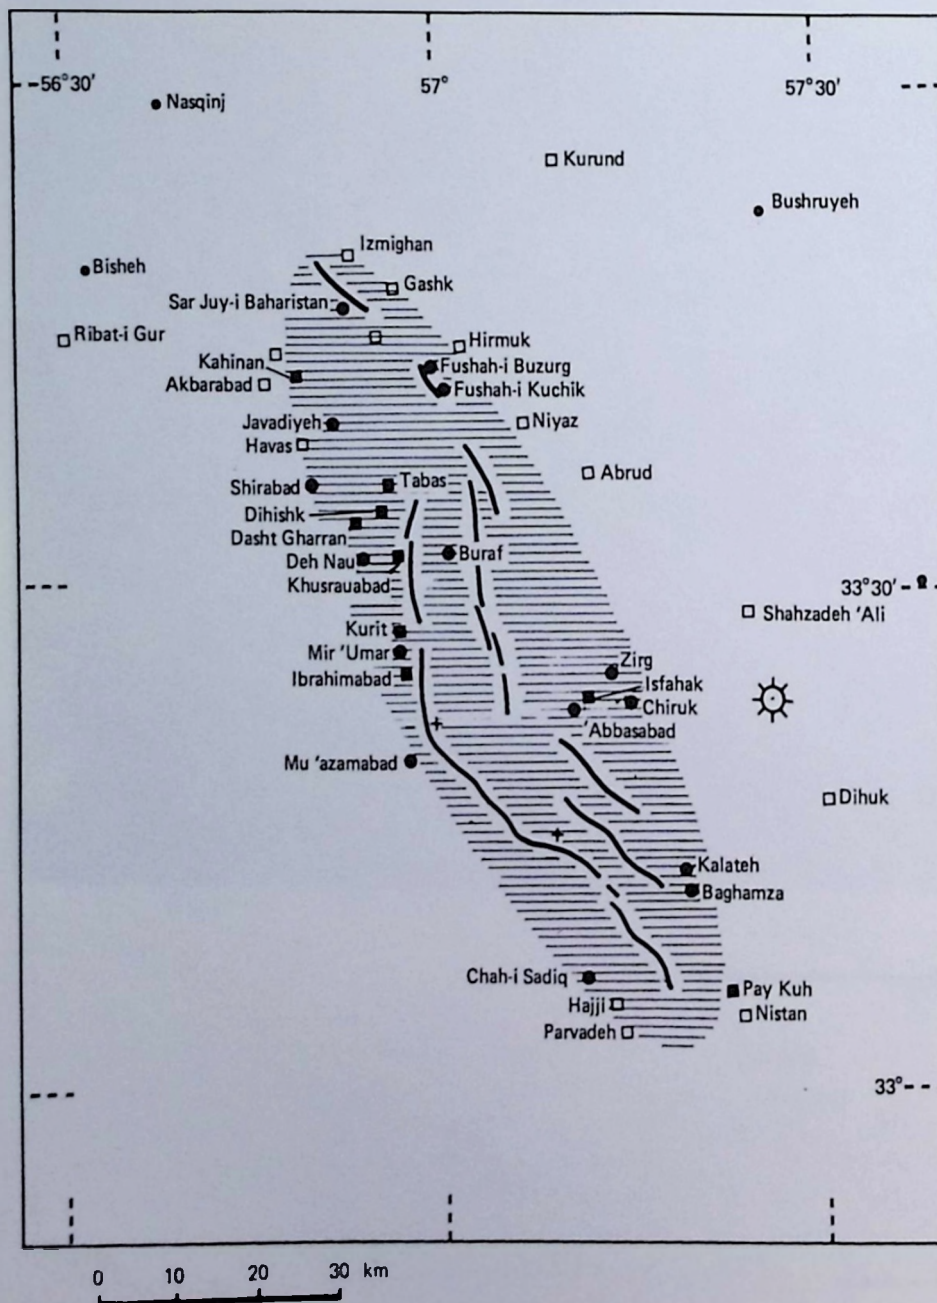 56°30'
57°
57°30'
Nasqinj
Kurund
Bushruyeh
Izmighan
Bisheh
Gashk
Sar Juy-i Baharistan
Ribat-i Gur
Hirmuk
Kahinan
Fushah-i Buzurg
Akbarabad
Fushah-i Kuchik
Javadiyeh
Niyaz
Havas
Abrud
Shirabad
Tabas
Dihishk
Dasht Gharran
Deh Nau
Buraf
Khusrauabad
33°30'
Shahzadeh 'Ali
Kurit
Mir 'Umar
Zirg
Ibrahimabad
Isfahak
Chiruk
'Abbasabad
Mu 'azamabad
Dihuk
Kalateh
Baghamza
Chah-i Sadiq
Pay Kuh
Hajji
Nistan
Parvadeh
33°
0 10 20 30 km